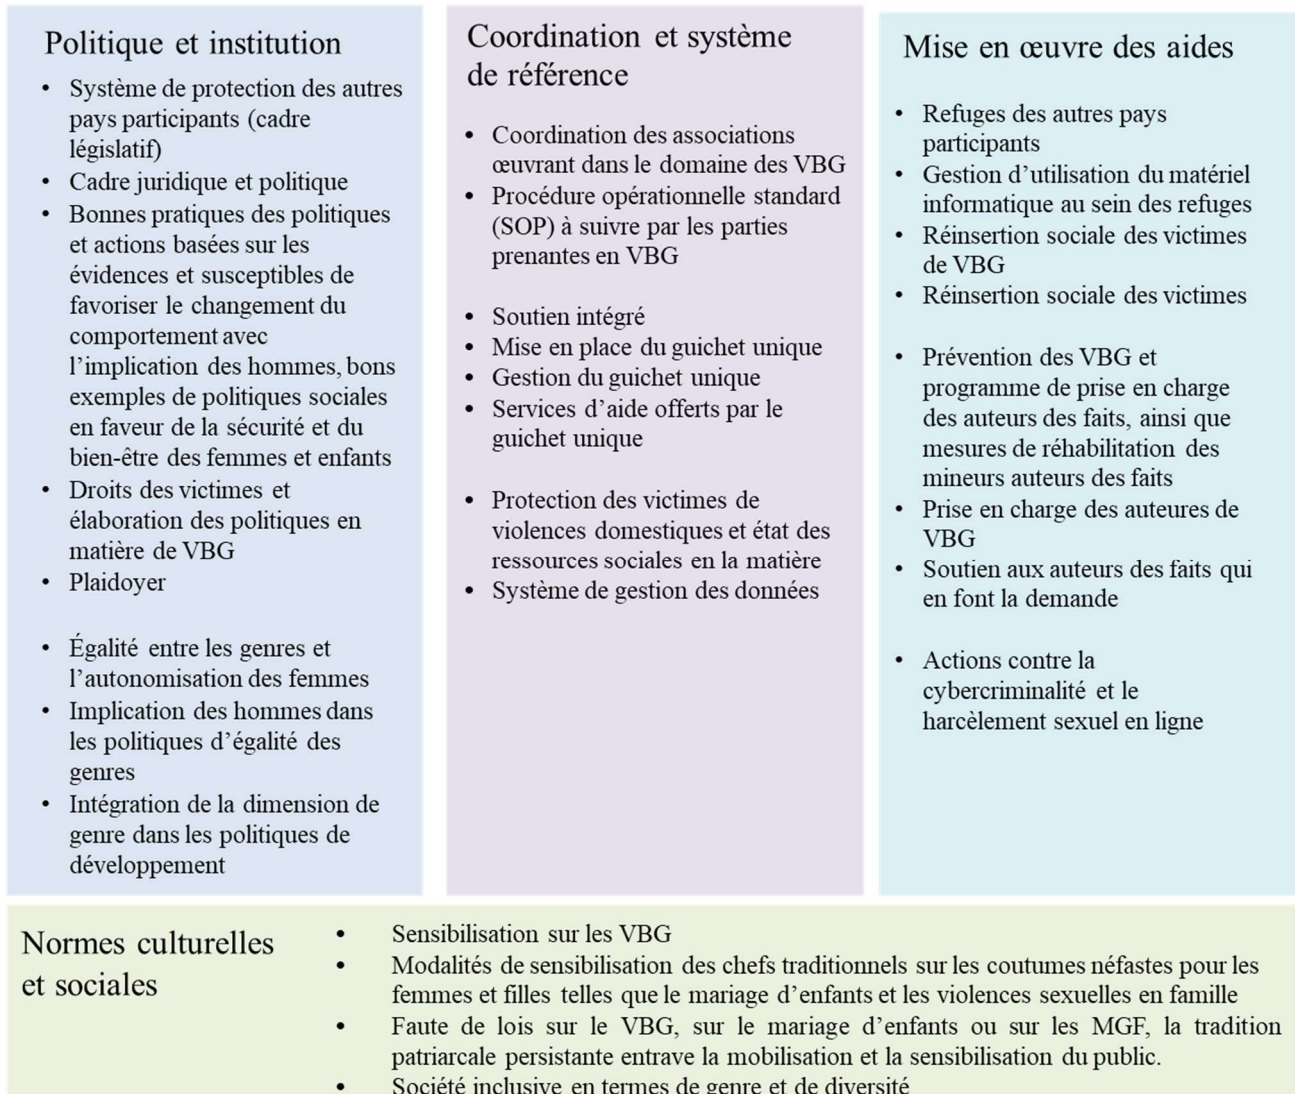 Politique et institution
• Système de protection des autres
pays participants (cadre
législatif)
• Cadre juridique et politique
• Bonnes pratiques des politiques
et actions basées sur les
évidences et susceptibles de
favoriser le changement du
comportement avec
l’implication des hommes, bons
exemples de politiques sociales
en faveur de la sécurité et du
bien-être des femmes et enfants
• Droits des victimes et
élaboration des politiques en
matière de VBG
• Plaidoyer
• Égalité entre les genres et
l’autonomisation des femmes
• Implication des hommes dans
les politiques d’égalité des
genres
• Intégration de la dimension de
genre dans les politiques de
développement
Coordination et système
de référence
• Coordination des associations
œuvrant dans le domaine des VBG
• Procédure opérationnelle standard
(SOP) à suivre par les parties
prenantes en VBG
• Soutien intégré
• Mise en place du guichet unique
• Gestion du guichet unique
• Services d’aide offerts par le
guichet unique
• Protection des victimes de
violences domestiques et état des
ressources sociales en la matière
• Système de gestion des données
Mise en œuvre des aides
• Refuges des autres pays
participants
• Gestion d’utilisation du matériel
informatique au sein des refuges
• Réinsertion sociale des victimes
de VBG
• Réinsertion sociale des victimes
• Prévention des VBG et
programme de prise en charge
des auteurs des faits, ainsi que
mesures de réhabilitation des
mineurs auteurs des faits
• Prise en charge des auteures de
VBG
• Soutien aux auteurs des faits qui
en font la demande
• Actions contre la
cybercriminalité et le
harcèlement sexuel en ligne
Normes culturelles
et sociales
• Sensibilisation sur les VBG
• Modalités de sensibilisation des chefs traditionnels sur les coutumes néfastes pour les
femmes et filles telles que le mariage d’enfants et les violences sexuelles en famille
• Faute de lois sur le VBG, sur le mariage d’enfants ou sur les MGF, la tradition
patriarcale persistante entrave la mobilisation et la sensibilisation du public.
• Société inclusive en termes de genre et de diversité